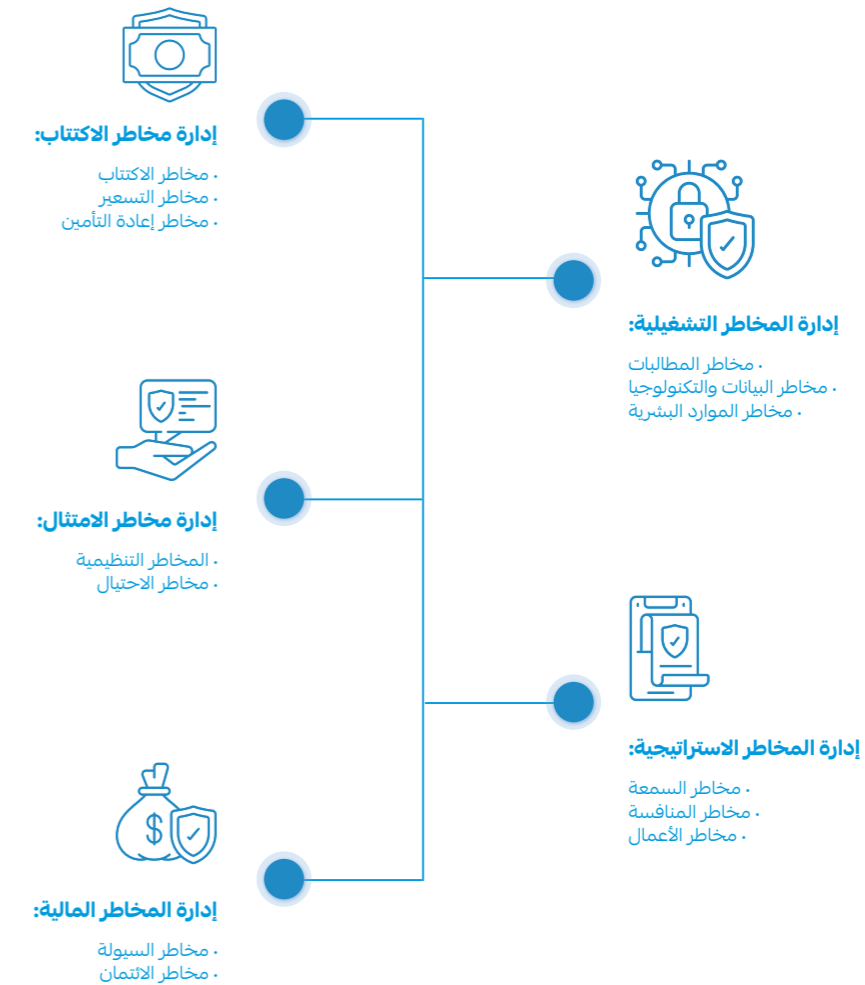 إدارة مخاطر الاكتتاب:
· مخاطر الاكتتاب
· مخاطر التسعير
· مخاطر إعادة التأمين
إدارة المخاطر التشغيلية:
· مخاطر المطالبات
· مخاطر البيانات والتكنولوجيا
· مخاطر الموارد البشرية
إدارة مخاطر الامتثال:
· المخاطر التنظيمية
· مخاطر الاحتيال
إدارة المخاطر الاستراتيجية:
· مخاطر السمعة
· مخاطر المنافسة
· مخاطر الأعمال
إدارة المخاطر المالية:
· مخاطر السيولة
· مخاطر الائتمان
$